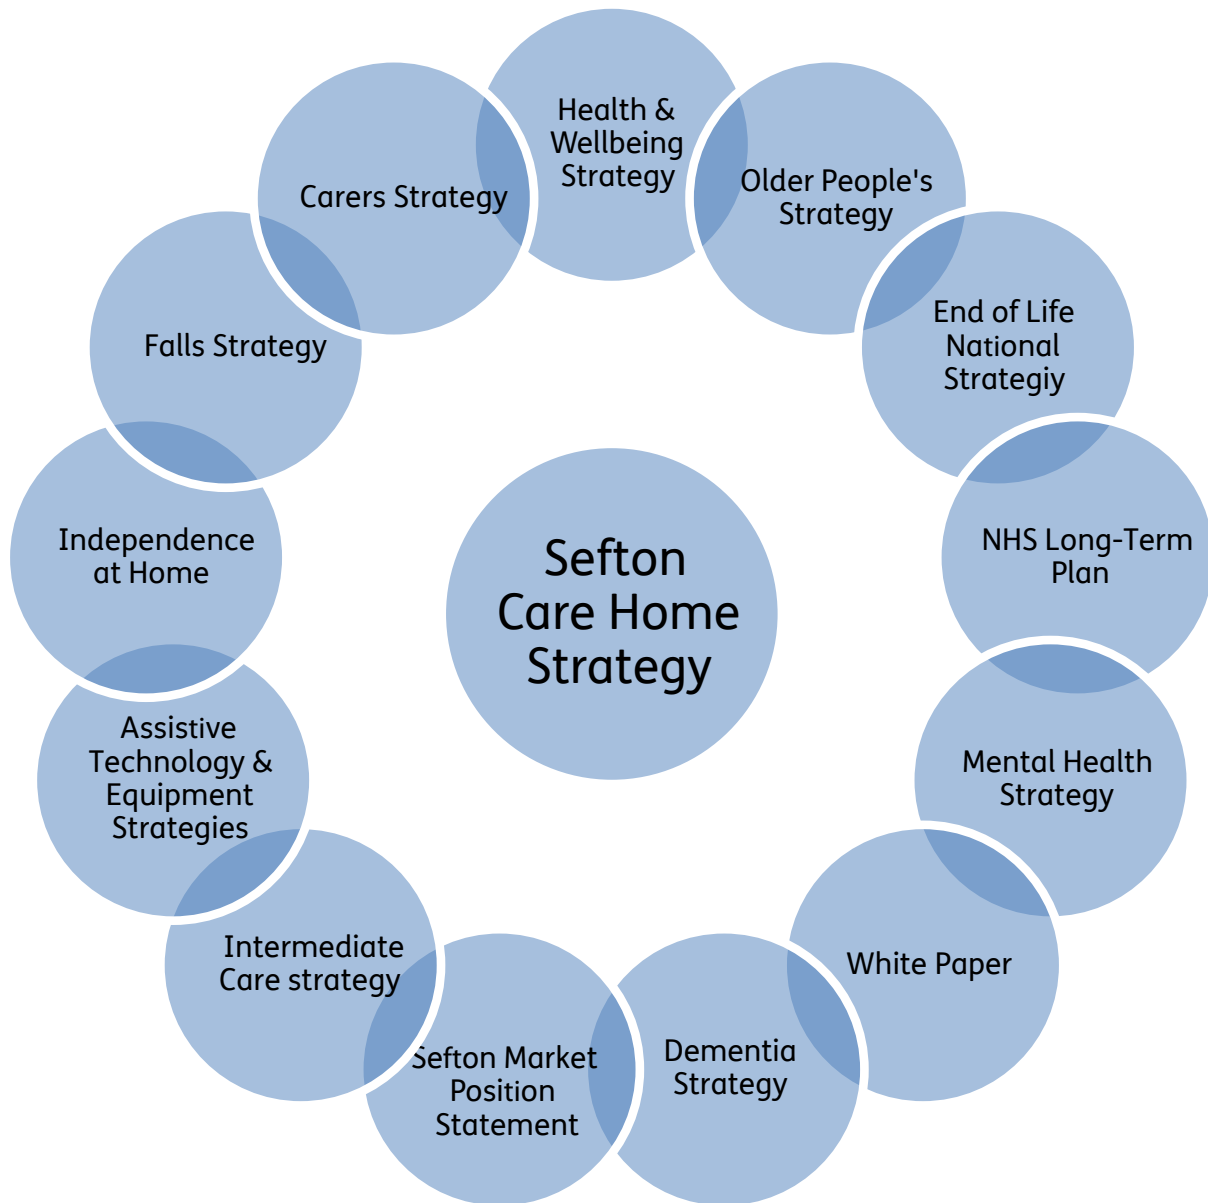 Health &
Wellbeing
Strategy
Older People's
Strategy
End of Life
National
Strategiy
NHS Long-Term
Plan
Mental Health
Strategy
White Paper
Dementia
Strategy
Sefton Market
Position
Statement
Intermediate
Care strategy
Assistive
Technology &
Equipment
Strategies
Independence
at Home
Falls Strategy
Carers Strategy
Sefton
Care Home
Strategy